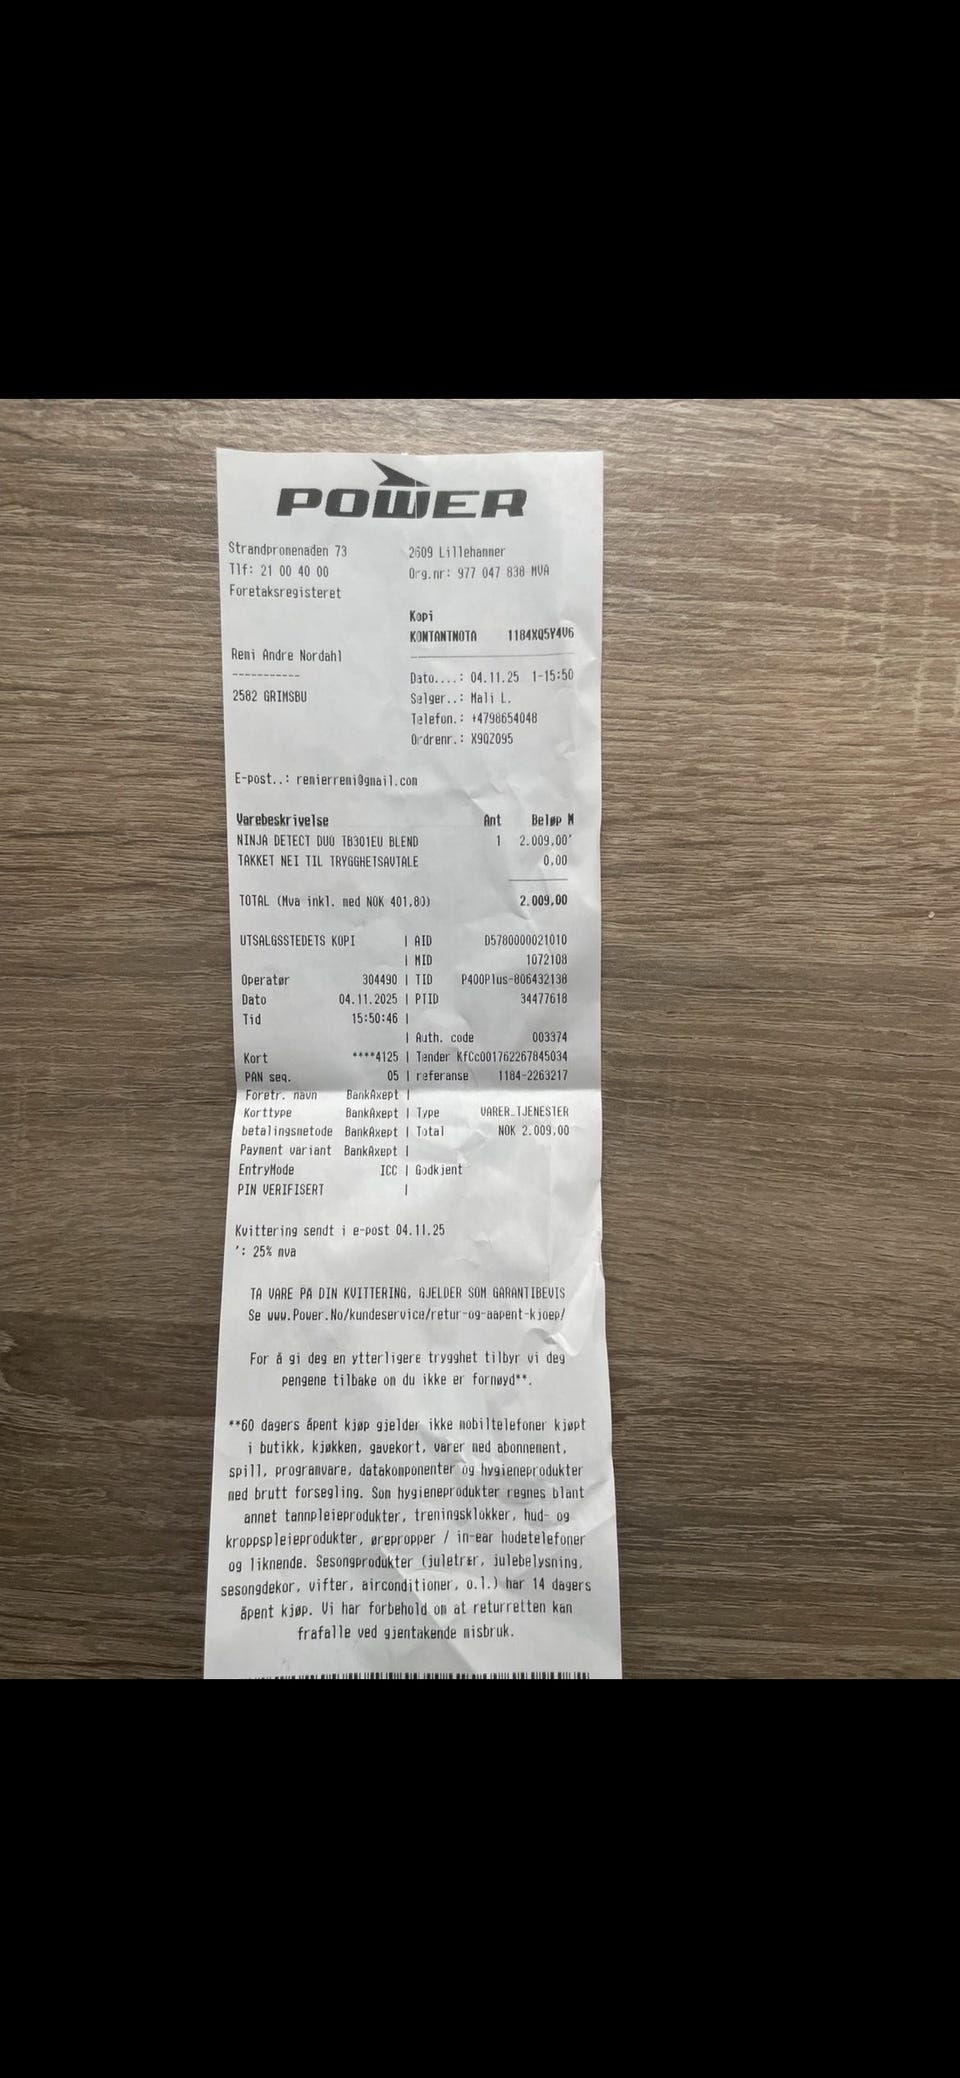 POWER
Strandpromenaden 73 2609 Lillehammer
Tlf: 21 00 40 00 Org.nr: 977 047 838 MVA
Foretaksregisteret
Kopi
KONTANTNOTA 1184XQ5Y4V6
Remi Andre Nordahl
-----------
Dato....: 04.11.25 1-15:50
2582 GRIMSBU Selger..: Mali L.
Telefon.: +4798654048
Ordrenr.: X9QZ095
E-post..: remierremi@gmail.com
Varebeskrivelse Ant Beløp M
NINJA DETECT DUO TB301EU BLEND 1 2.009,00'
TAKKET NEI TIL TRYGGHETSAVTALE 0,00
TOTAL (Mva inkl. med NOK 401,80) 2.009,00
UTSALGSSTEDETS KOPI | AID D5780000021010
| MID 1072108
Operatør 304490 | TID P400Plus-806432138
Dato 04.11.2025 | PTID 34477618
Tid 15:50:46 |
| Auth. code 003374
Kort ****4125 | Tender KfCc001762267845034
PAN seq. 05 | referanse 1184-2263217
Foretr. navn BankAxept |
Korttype BankAxept | Type VARER_TJENESTER
betalingsmetode BankAxept | Total NOK 2.009,00
Payment variant BankAxept |
EntryMode ICC | Godkjent
PIN VERIFISERT |
Kvittering sendt i e-post 04.11.25
': 25% mva
TA VARE PÅ DIN KVITTERING, GJELDER SOM GARANTIBEVIS
Se www.Power.No/kundeservice/retur-og-aapent-kjoep/
For å gi deg en ytterligere trygghet tilbyr vi deg
pengene tilbake om du ikke er fornøyd**.
**60 dagers åpent kjøp gjelder ikke mobiltelefoner kjøpt
i butikk, kjøkken, gavekort, varer med abonnement,
spill, programvare, datakomponenter og hygieneprodukter
med brutt forsegling. Som hygieneprodukter regnes blant
annet tannpleieprodukter, treningsklokker, hud- og
kroppspleieprodukter, ørepropper / in-ear hodetelefoner
og liknende. Sesongprodukter (juletrær, julebelysning,
sesongdekor, vifter, airconditioner, o.l.) har 14 dagers
åpent kjøp. Vi har forbehold om at returretten kan
frafalle ved gjentakende misbruk.